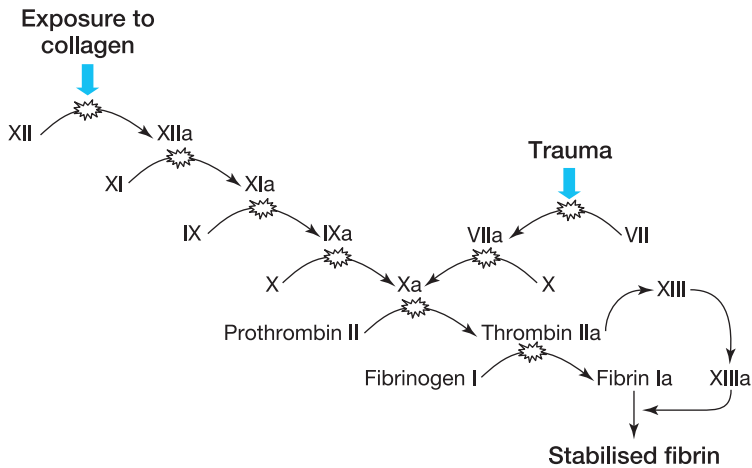 Exposure to
collagen
XII
XIIa
Trauma
XI
XIa
IX
IXa
VIIa
VII
X
Xa
X
XIII
Prothrombin II
Thrombin IIa
Fibrinogen I
Fibrin Ia
XIIIa
Stabilised fibrin